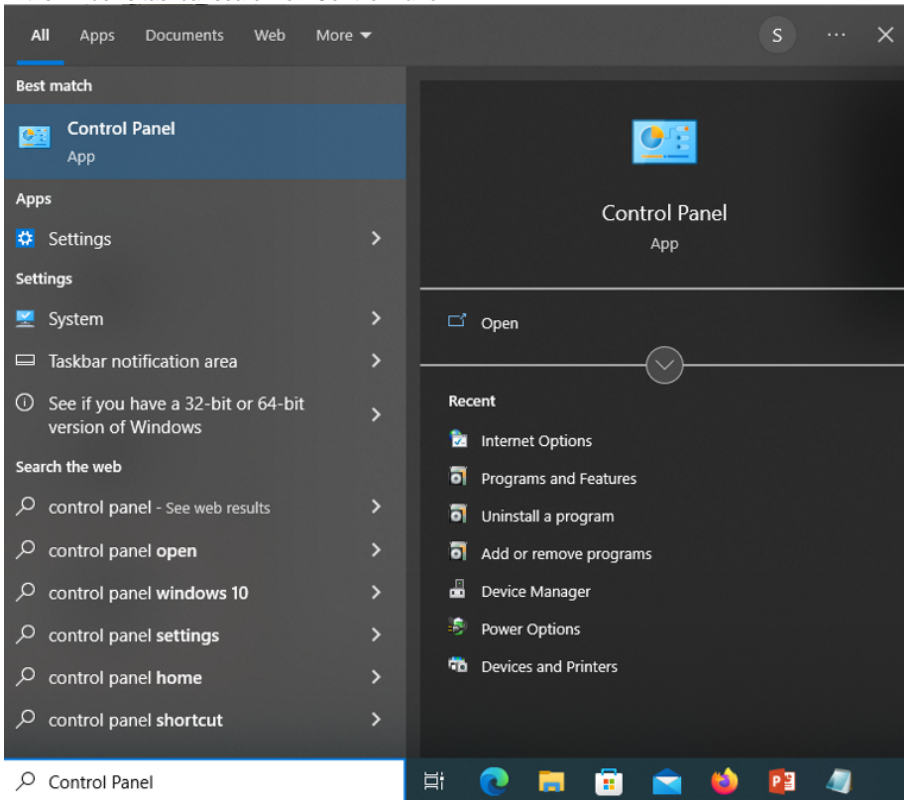 All Apps Documents Web More S ... 
Best match
Control Panel
App
Apps
Settings
Settings
System
Taskbar notification area
See if you have a 32-bit or 64-bit
version of Windows
Search the web
control panel - See web results
control panel open
control panel windows 10
control panel settings
control panel home
control panel shortcut
Control Panel
Control Panel
App
Open
Recent
Internet Options
Programs and Features
Uninstall a program
Add or remove programs
Device Manager
Power Options
Devices and Printers